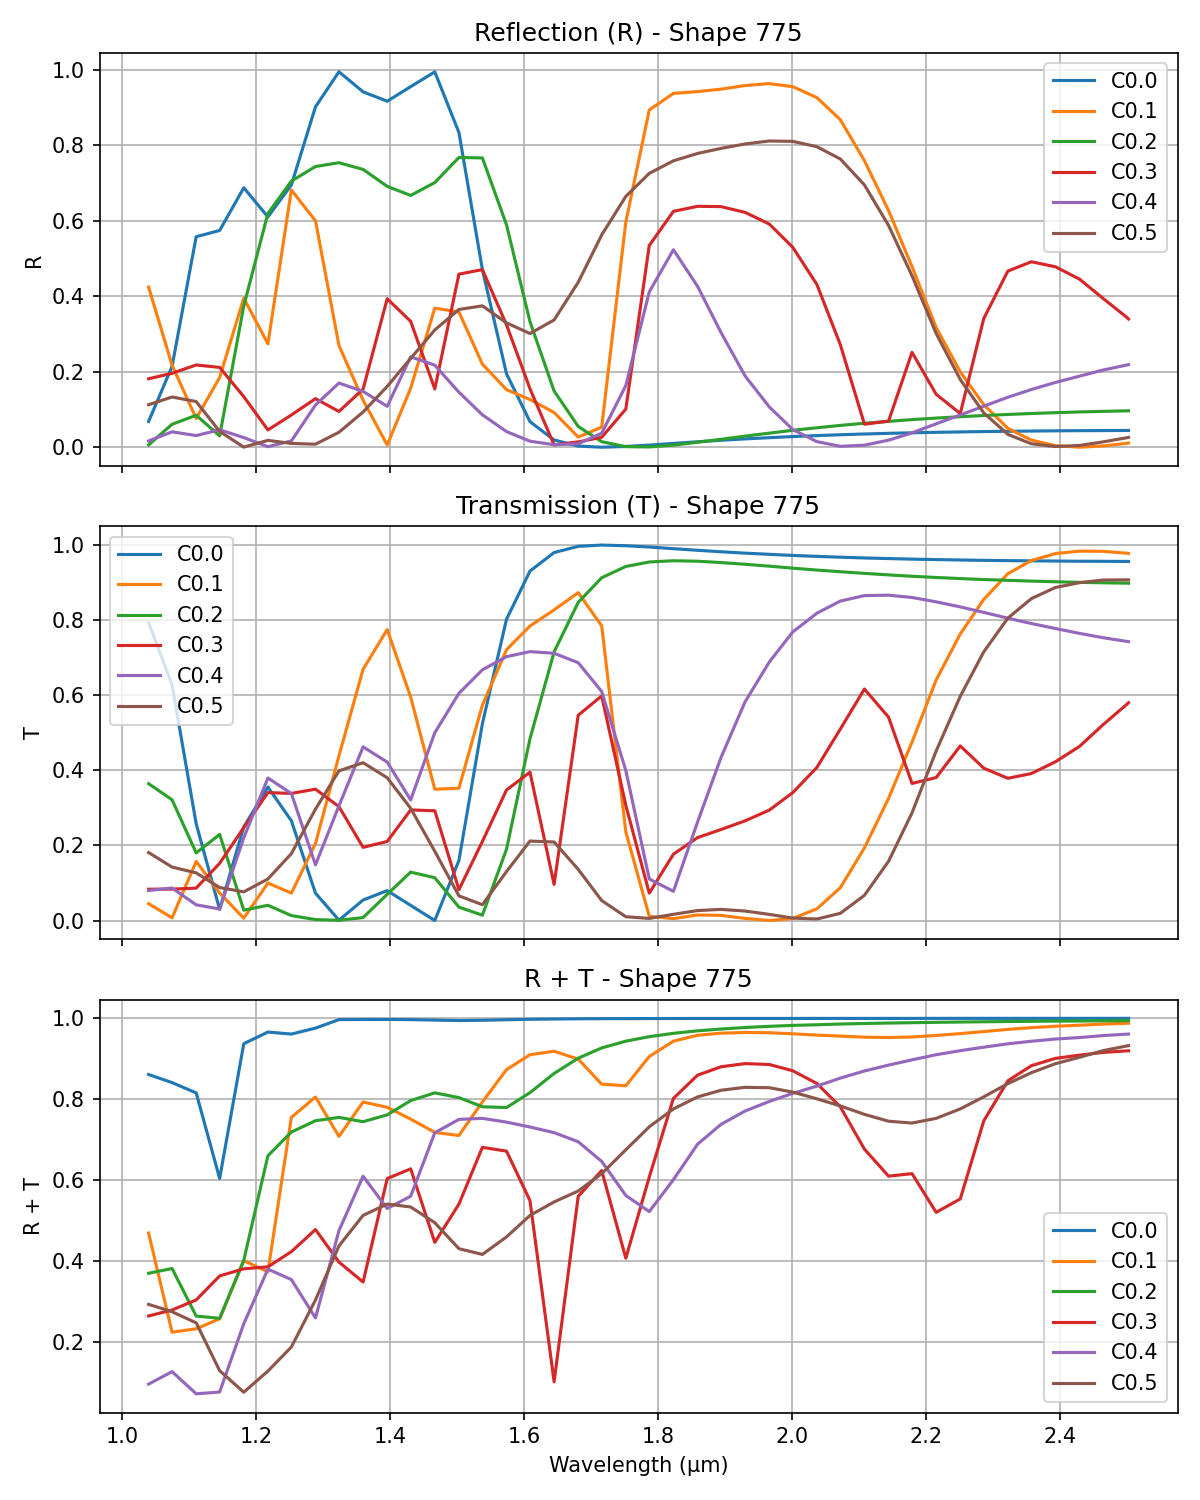 Reflection (R) - Shape 775
1.0
0.8
0.6
0.4
0.2
0.0
R
C0.0
C0.1
C0.2
C0.3
C0.4
C0.5
Transmission (T) - Shape 775
1.0
0.8
0.6
0.4
0.2
0.0
T
C0.0
C0.1
C0.2
C0.3
C0.4
C0.5
R + T - Shape 775
1.0
0.8
0.6
0.4
0.2
R + T
C0.0
C0.1
C0.2
C0.3
C0.4
C0.5
1.0 1.2 1.4 1.6 1.8 2.0 2.2 2.4
Wavelength (μm)